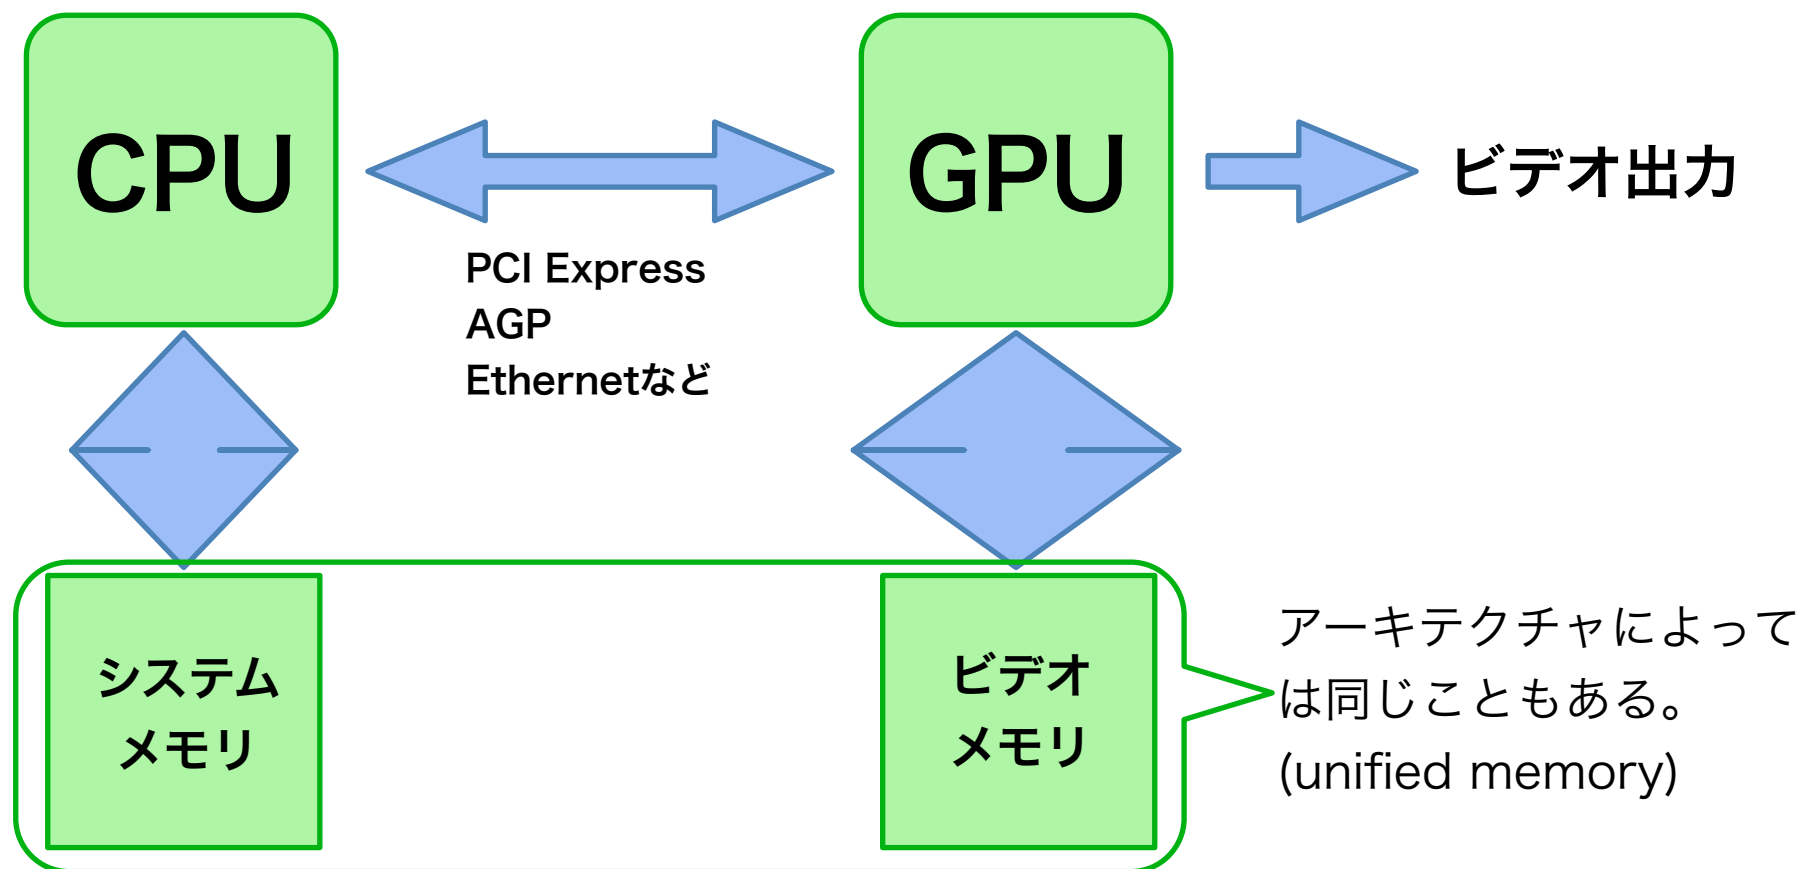 CPU
GPU
ビデオ出力
PCI Express
AGP
Ethernetなど
システム
メモリ
ビデオ
メモリ
アーキテクチャによって
は同じこともある。
(unified memory)